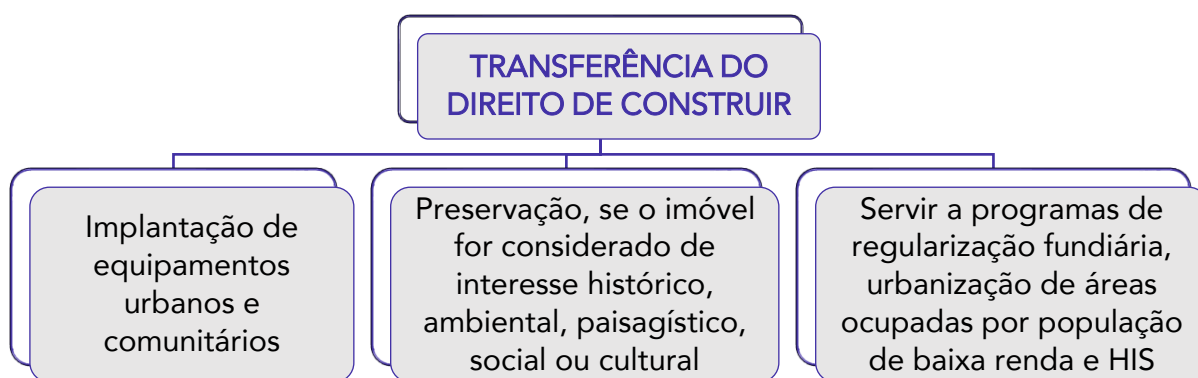 TRANSFERÊNCIA DO
DIREITO DE CONSTRUIR
Implantação de
equipamentos
urbanos e
comunitários
Preservação, se o imóvel
for considerado de
interesse histórico,
ambiental, paisagístico,
social ou cultural
Servir a programas de
regularização fundiária,
urbanização de áreas
ocupadas por população
de baixa renda e HIS